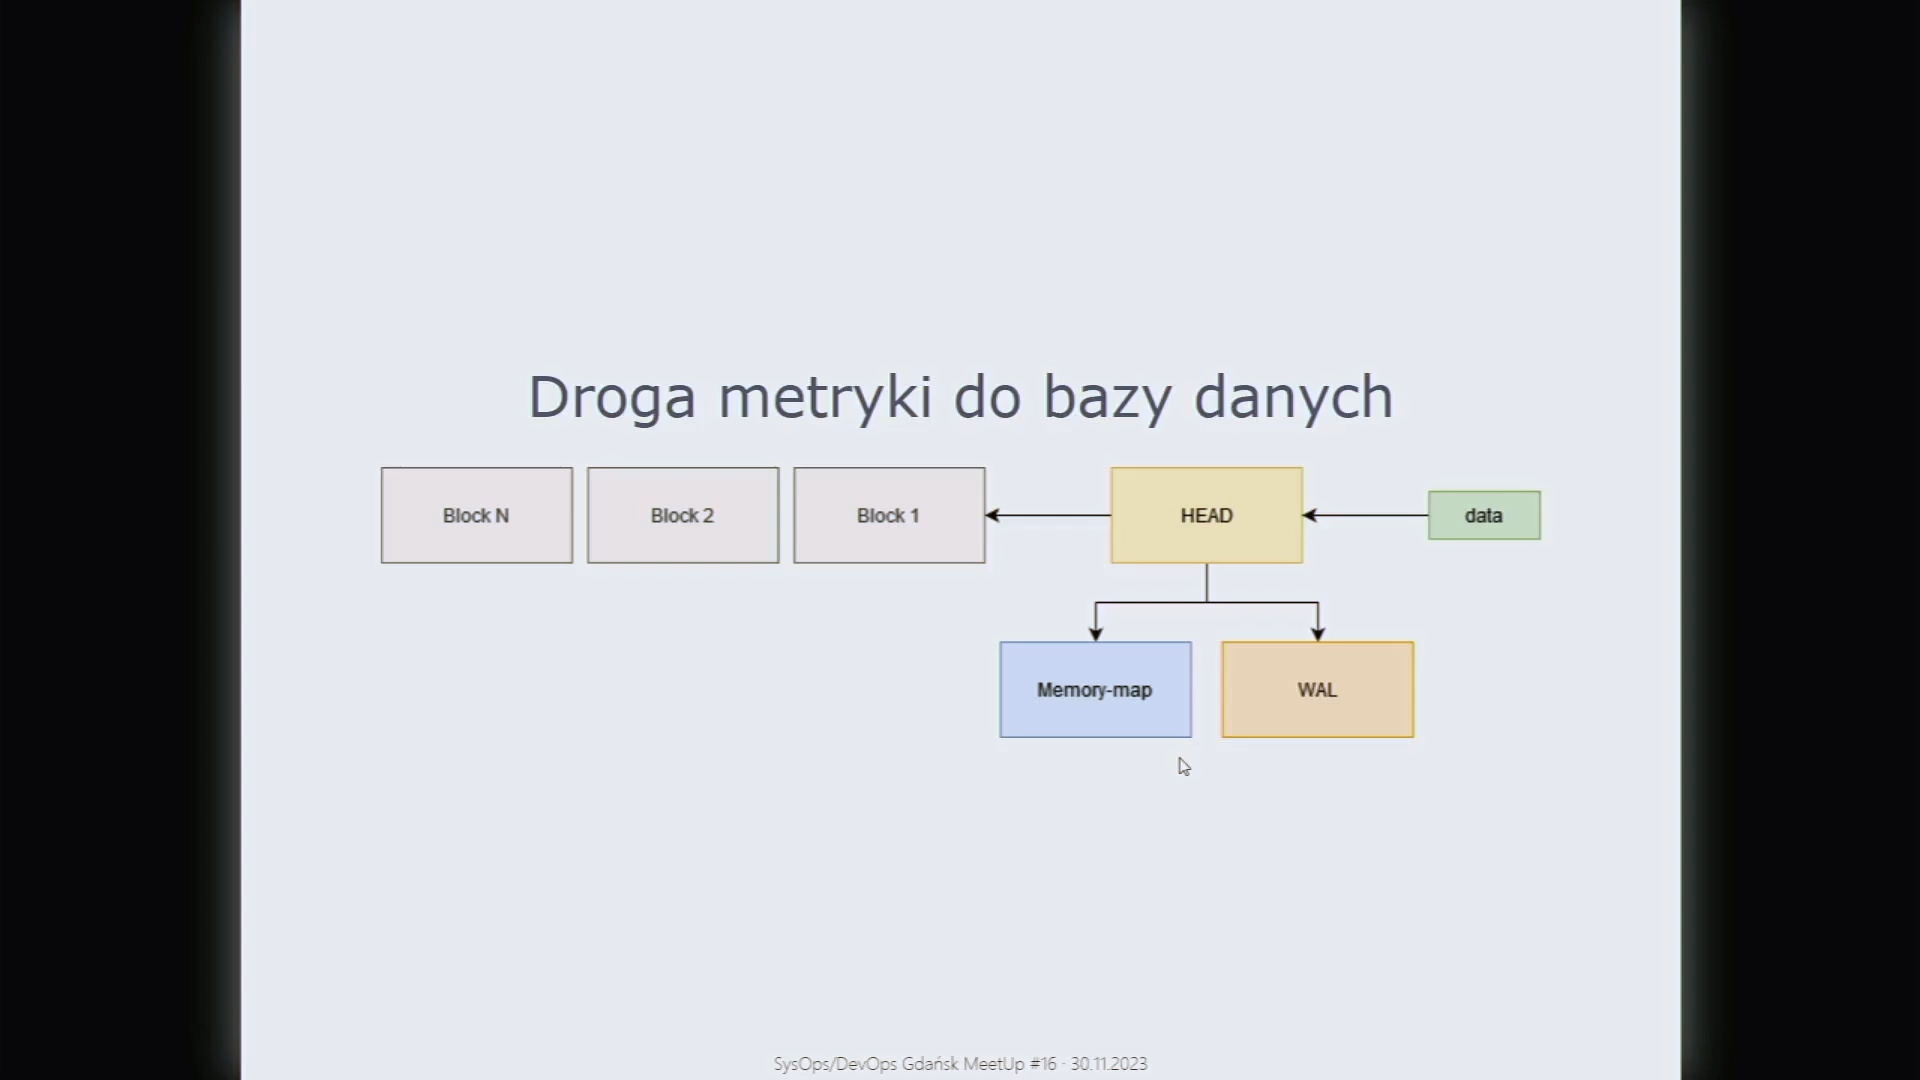 Droga metryki do bazy danych
Block N
Block 2
Block 1
HEAD
data
Memory-map
WAL
SysOps/DevOps Gdańsk MeetUp #16 - 30.11.2023